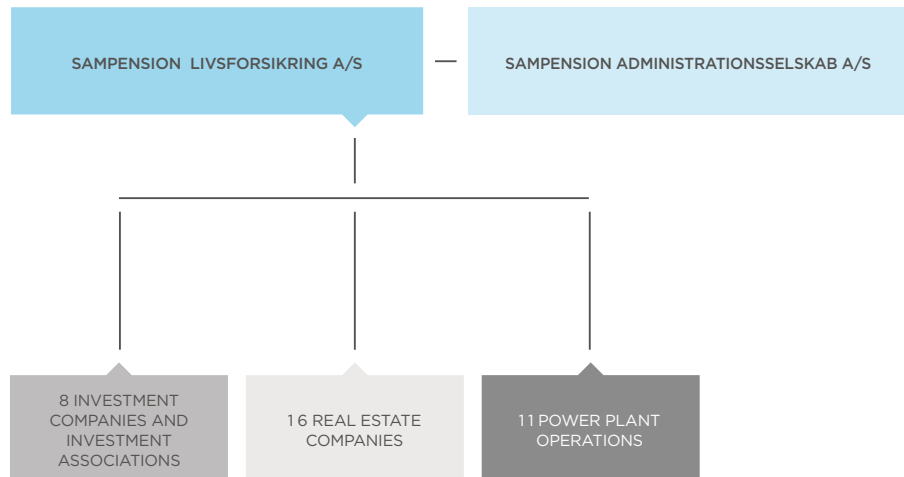 SAMPENSION LIVSFORSIKRING A/S
SAMPENSION ADMINISTRATIONSSELSKAB A/S
8 INVESTMENT
COMPANIES AND
INVESTMENT
ASSOCIATIONS
16 REAL ESTATE
COMPANIES
11 POWER PLANT
OPERATIONS